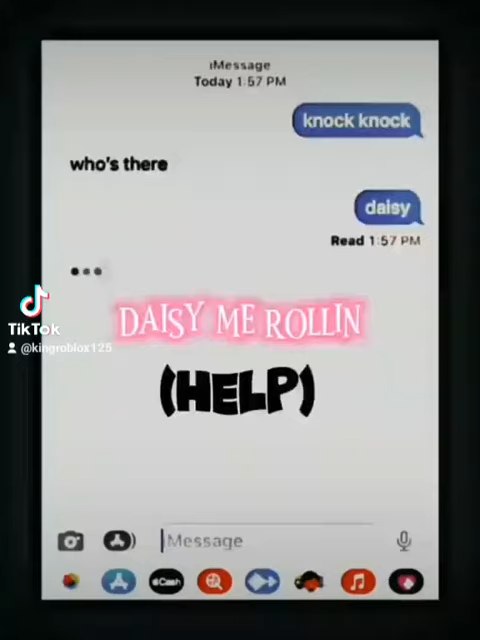 iMessage
Today 1:57 PM
knock knock
who's there
daisy
Read 1:57 PM
DAISY ME ROLLIN
(HELP)
TikTok
@kingroblox125
Message
Cash